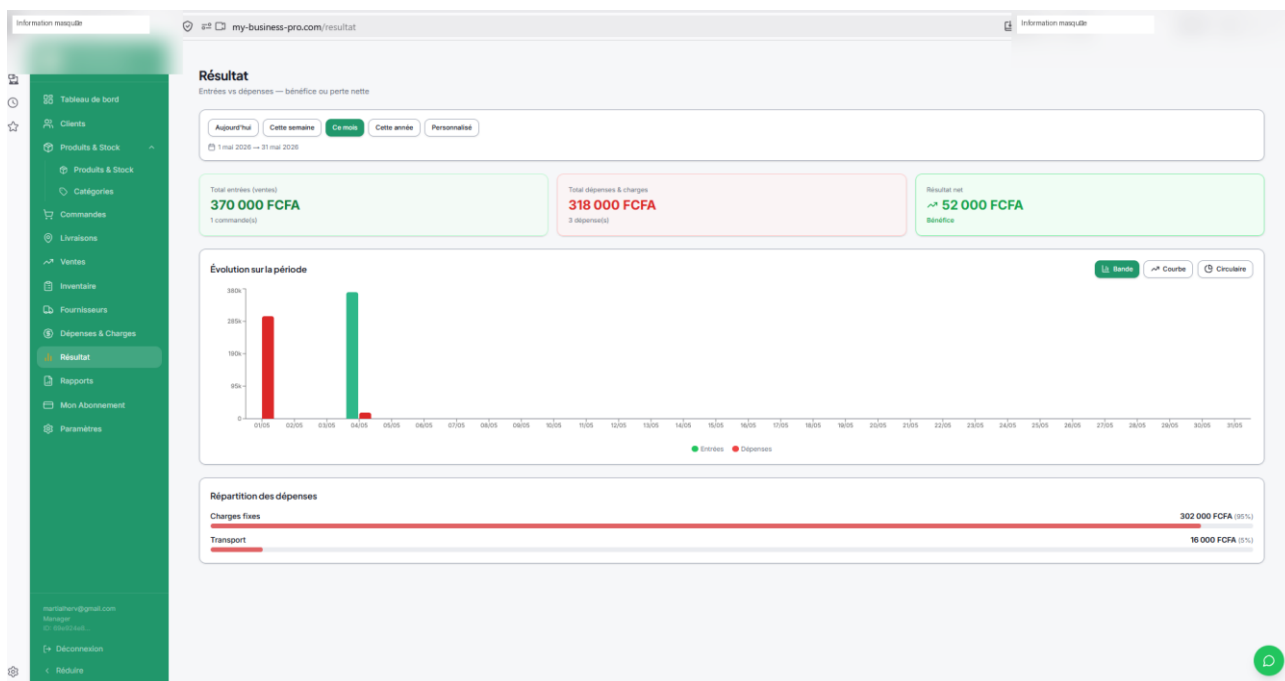 Information masquée
my-business-pro.com/resultat
Information masquée
Tableau de bord
Clients
Produits & Stock
Produits & Stock
Catégories
Commandes
Livraisons
Ventes
Inventaire
Fournisseurs
Dépenses & Charges
Résultat
Rapports
Mon Abonnement
Paramètres
martialherv@gmail.com
Manager
Déconnexion
Réduire
Résultat
Entrées vs dépenses — bénéfice ou perte nette
Aujourd'hui Cette semaine Ce mois Cette année Personnalisé
1 mai 2026 → 31 mai 2026
Total entrées (ventes)
370 000 FCFA
1 commande(s)
Total dépenses & charges
318 000 FCFA
3 dépense(s)
Résultat net
52 000 FCFA
Bénéfice
Évolution sur la période
Bande Courbe Circulaire
380k
285k
190k
95k
0
01/05 02/05 03/05 04/05 05/05 06/05 07/05 08/05 09/05 10/05 11/05 12/05 13/05 14/05 15/05 16/05 17/05 18/05 19/05 20/05 21/05 22/05 23/05 24/05 25/05 26/05 27/05 28/05 29/05 30/05 31/05
Entrées Dépenses
Répartition des dépenses
Charges fixes 302 000 FCFA (95%)
Transport 16 000 FCFA (5%)